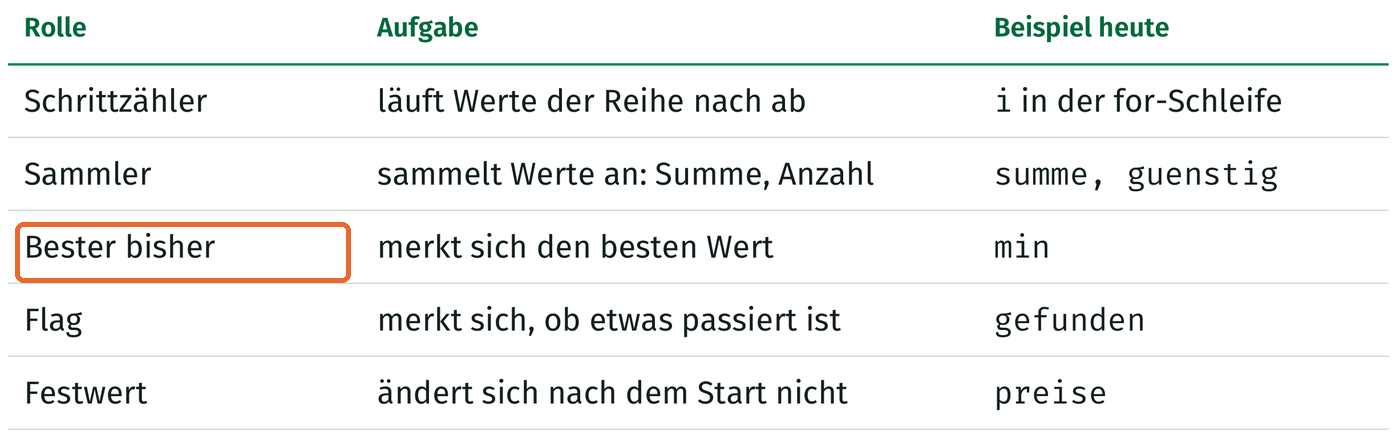 Rolle Aufgabe Beispiel heute
Schrittzähler läuft Werte der Reihe nach ab i in der for-Schleife
Sammler sammelt Werte an: Summe, Anzahl summe, guenstig
Bester bisher merkt sich den besten Wert min
Flag merkt sich, ob etwas passiert ist gefunden
Festwert ändert sich nach dem Start nicht preise